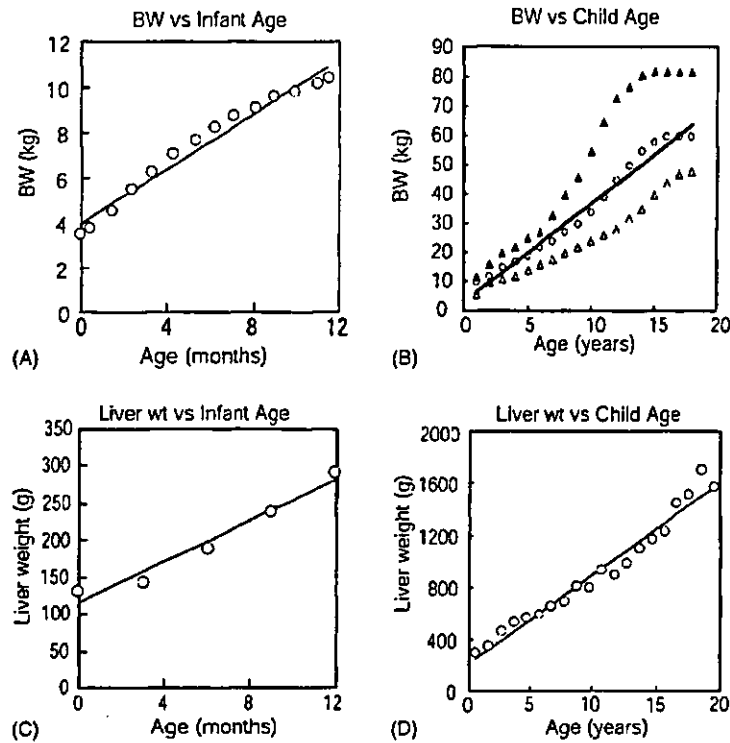 BW vs Infant Age
12
10
8
6
4
2
0
BW (kg)
0 4 8 12
Age (months)
(A)
BW vs Child Age
90
80
70
60
50
40
30
20
10
0
BW (kg)
0 5 10 15 20
Age (years)
(B)
Liver wt vs Infant Age
350
300
250
200
150
100
50
0
Liver weight (g)
0 4 8 12
Age (months)
(C)
Liver wt vs Child Age
2000
1600
1200
800
400
0
Liver weight (g)
0 5 10 15 20
Age (years)
(D)